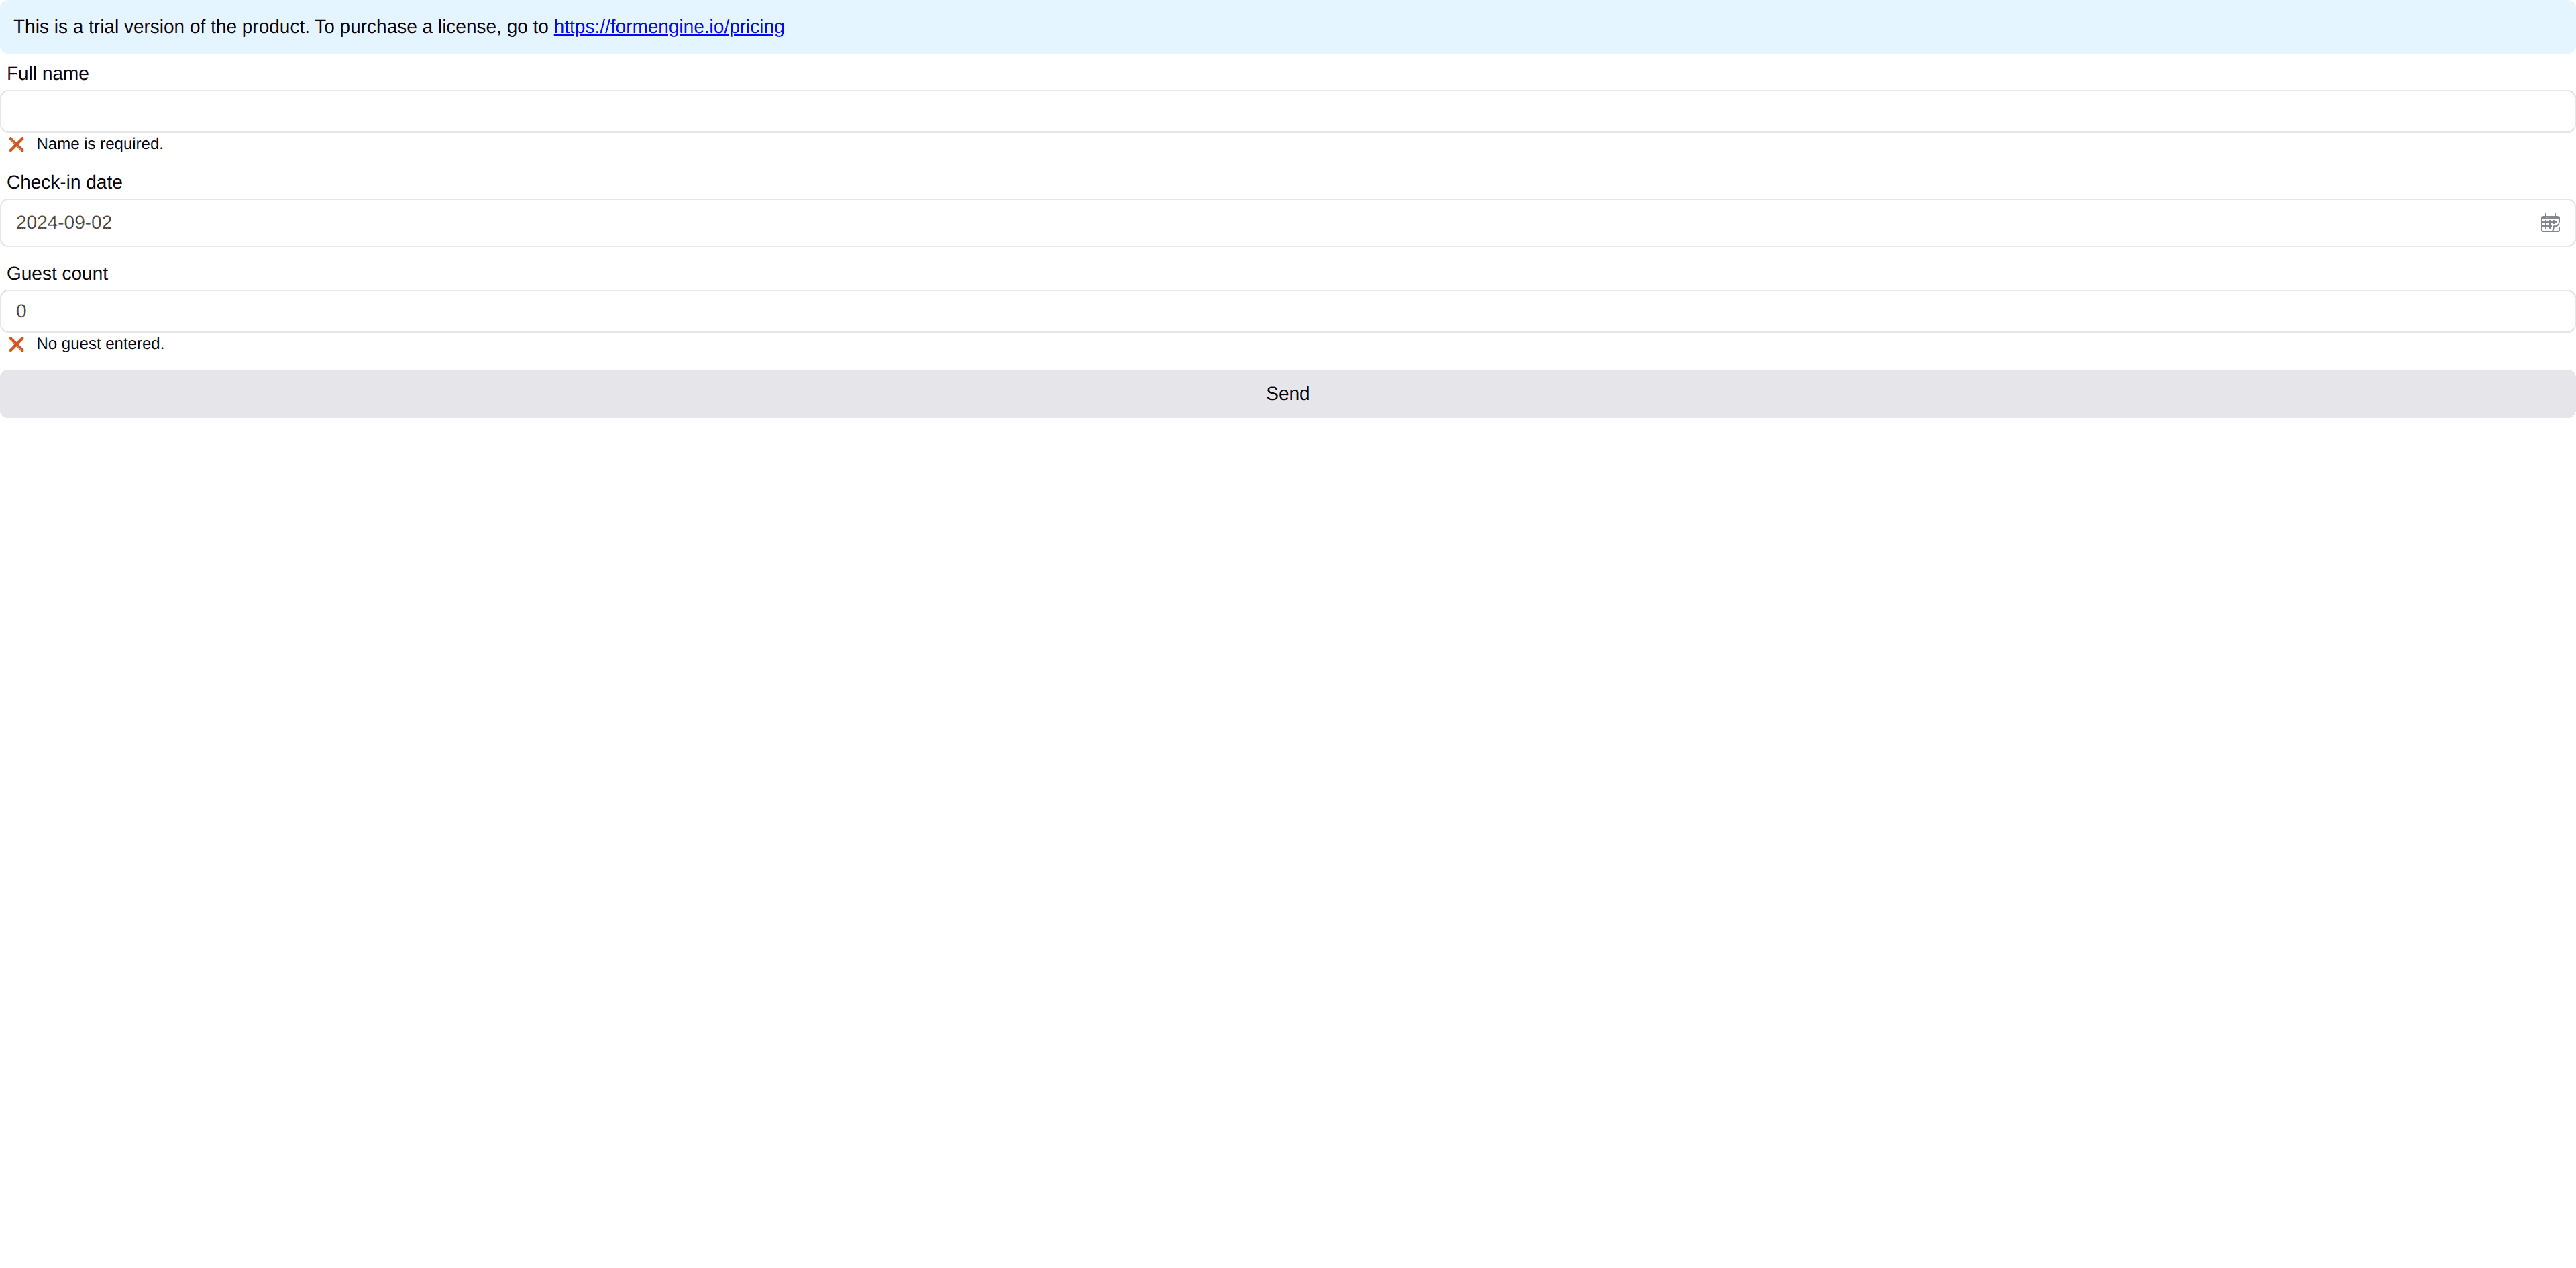 This is a trial version of the product. To purchase a license, go to https://formengine.io/pricing
Full name
Name is required.
Check-in date
2024-09-02
Guest count
0
No guest entered.
Send